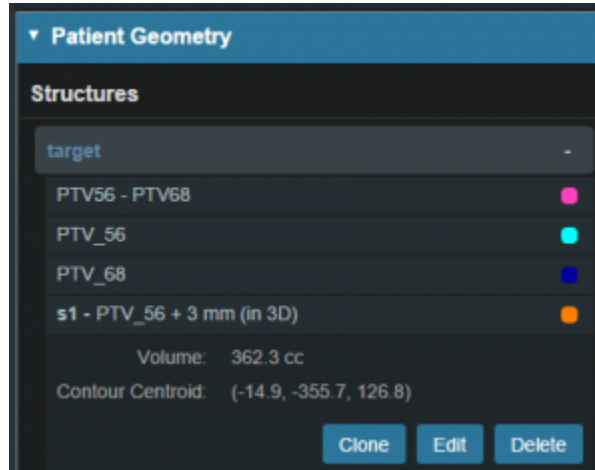 Patient Geometry
Structures
target -
PTV56 - PTV68
PTV_56
PTV_68
s1 - PTV_56 + 3 mm (in 3D)
Volume: 362.3 cc
Contour Centroid: (-14.9, -355.7, 126.8)
Clone Edit Delete